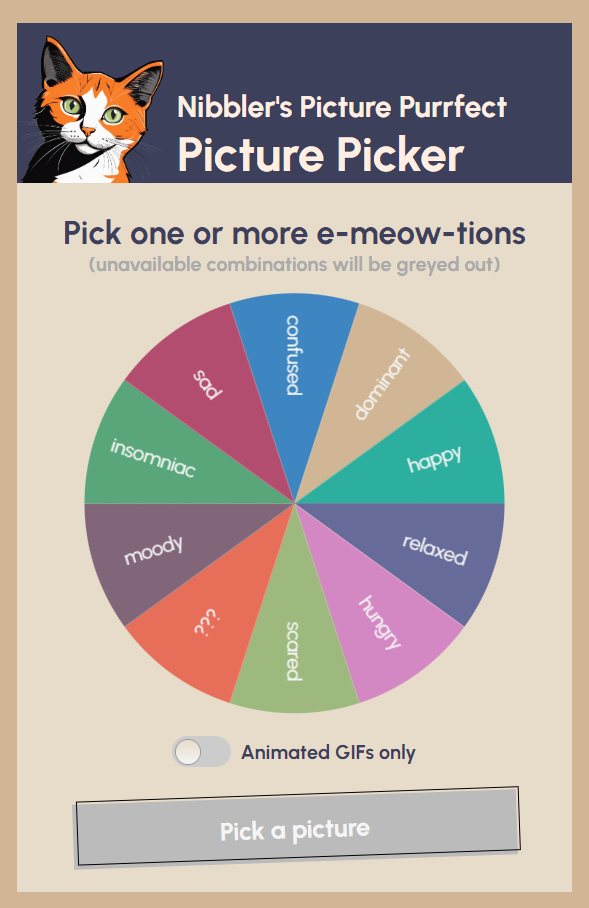 Nibbler's Picture Purrfect
Picture Picker
Pick one or more e-meow-tions
(unavailable combinations will be greyed out)
confused
dominant
happy
relaxed
hungry
scared
???
moody
insomniac
sad
Animated GIFs only
Pick a picture